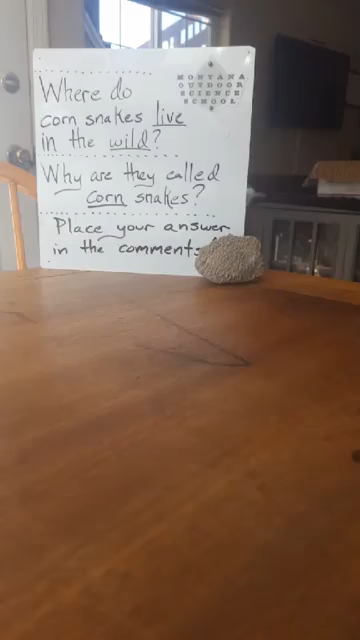 MONTANA
OUTDOOR
SCIENCE
SCHOOL
Where do
corn snakes live
in the wild?
Why are they called
corn snakes?
Place your answer
in the comments